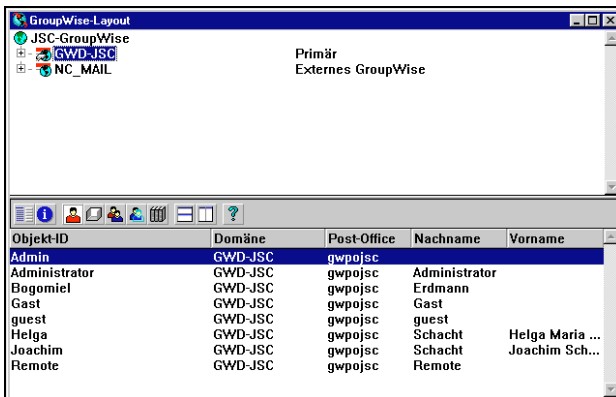 GroupWise-Layout
JSC-GroupWise
GWD-JSC Primär
NC_MAIL Externes GroupWise
Objekt-ID Domäne Post-Office Nachname Vorname
Admin GWD-JSC gwpojsc
Administrator GWD-JSC gwpojsc Administrator
Bogomiel GWD-JSC gwpojsc Erdmann
Gast GWD-JSC gwpojsc Gast
guest GWD-JSC gwpojsc guest
Helga GWD-JSC gwpojsc Schacht Helga Maria ...
Joachim GWD-JSC gwpojsc Schacht Joachim Sch...
Remote GWD-JSC gwpojsc Remote